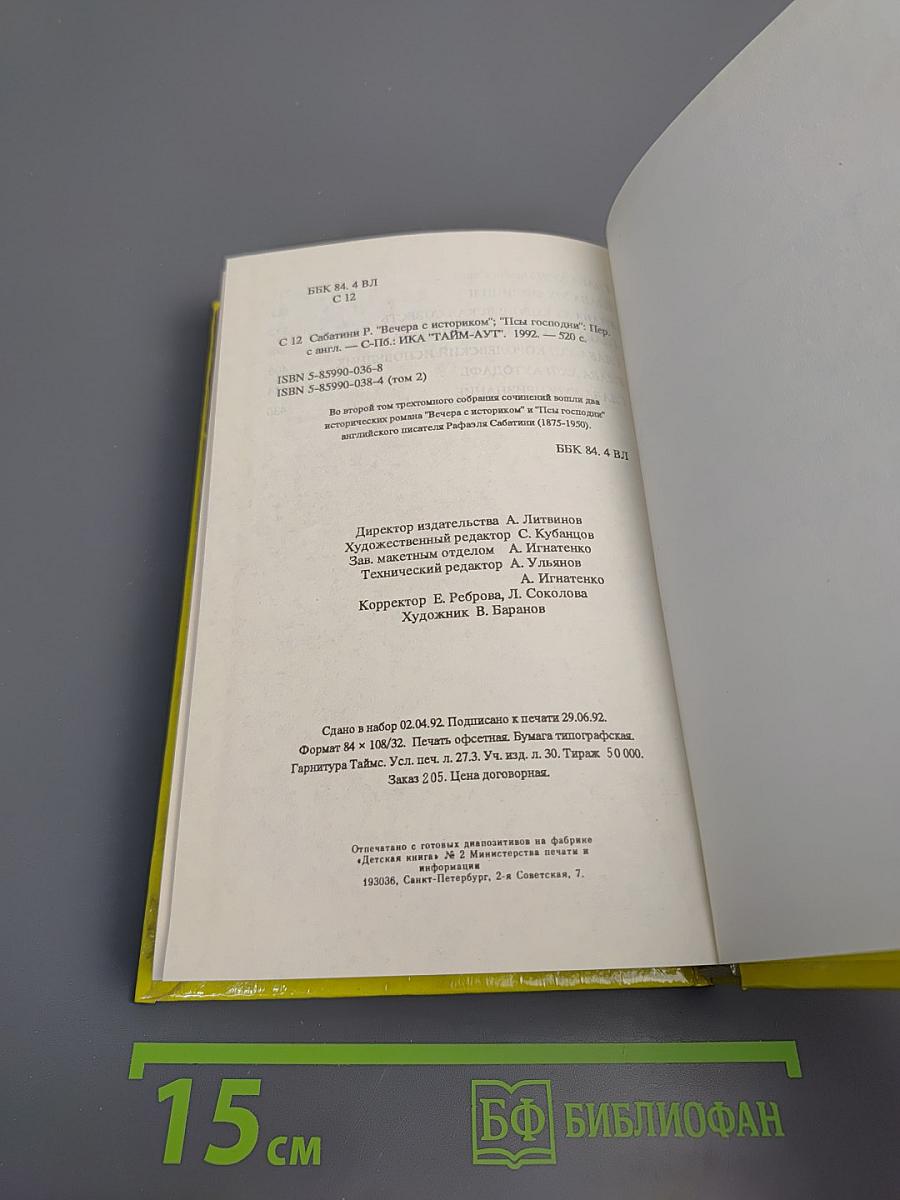 ББК 84. 4 ВЛ
С 12
С 12 Сабатини Р. "Вечера с историком"; "Псы господни": Пер.
с англ. — С-Пб.: ИКА "ТАЙМ-АУТ". 1992. — 520 с.
ISBN 5-85990-036-8
ISBN 5-85990-038-4 (том 2)
Во второй том трехтомного собрания сочинений вошли два
исторических романа "Вечера с историком" и "Псы господни"
английского писателя Рафаэля Сабатини (1875-1950).
ББК 84. 4 ВЛ
Директор издательства А. Литвинов
Художественный редактор С. Кубанцов
Зав. макетным отделом А. Игнатенко
Технический редактор А. Ульянов
А. Игнатенко
Корректор Е. Реброва, Л. Соколова
Художник В. Баранов
Сдано в набор 02.04.92. Подписано к печати 29.06.92.
Формат 84 × 108/32. Печать офсетная. Бумага типографская.
Гарнитура Таймс. Усл. печ. л. 27.3. Уч. изд. л. 30. Тираж 50 000.
Заказ 205. Цена договорная.
Отпечатано с готовых диапозитивов на фабрике
«Детская книга» № 2 Министерства печати и
информации
193036, Санкт-Петербург, 2-я Советская, 7.
15 см
БФ БИБЛИОФАН